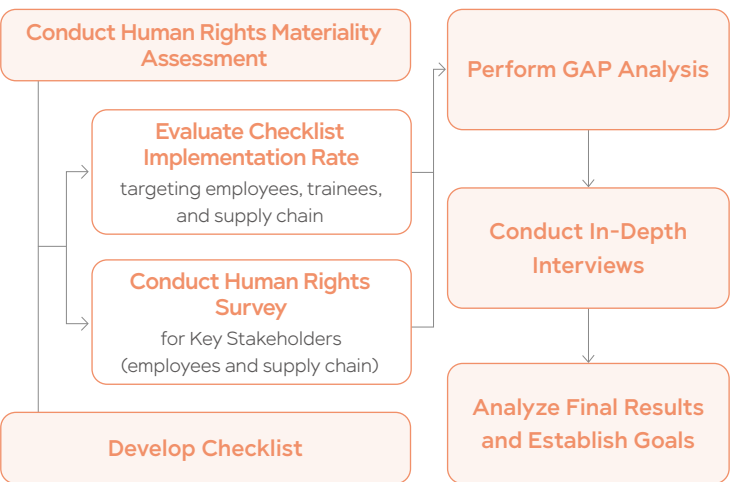 Conduct Human Rights Materiality
Assessment
Evaluate Checklist
Implementation Rate
targeting employees, trainees,
and supply chain
Conduct Human Rights
Survey
for Key Stakeholders
(employees and supply chain)
Develop Checklist
Perform GAP Analysis
Conduct In-Depth
Interviews
Analyze Final Results
and Establish Goals